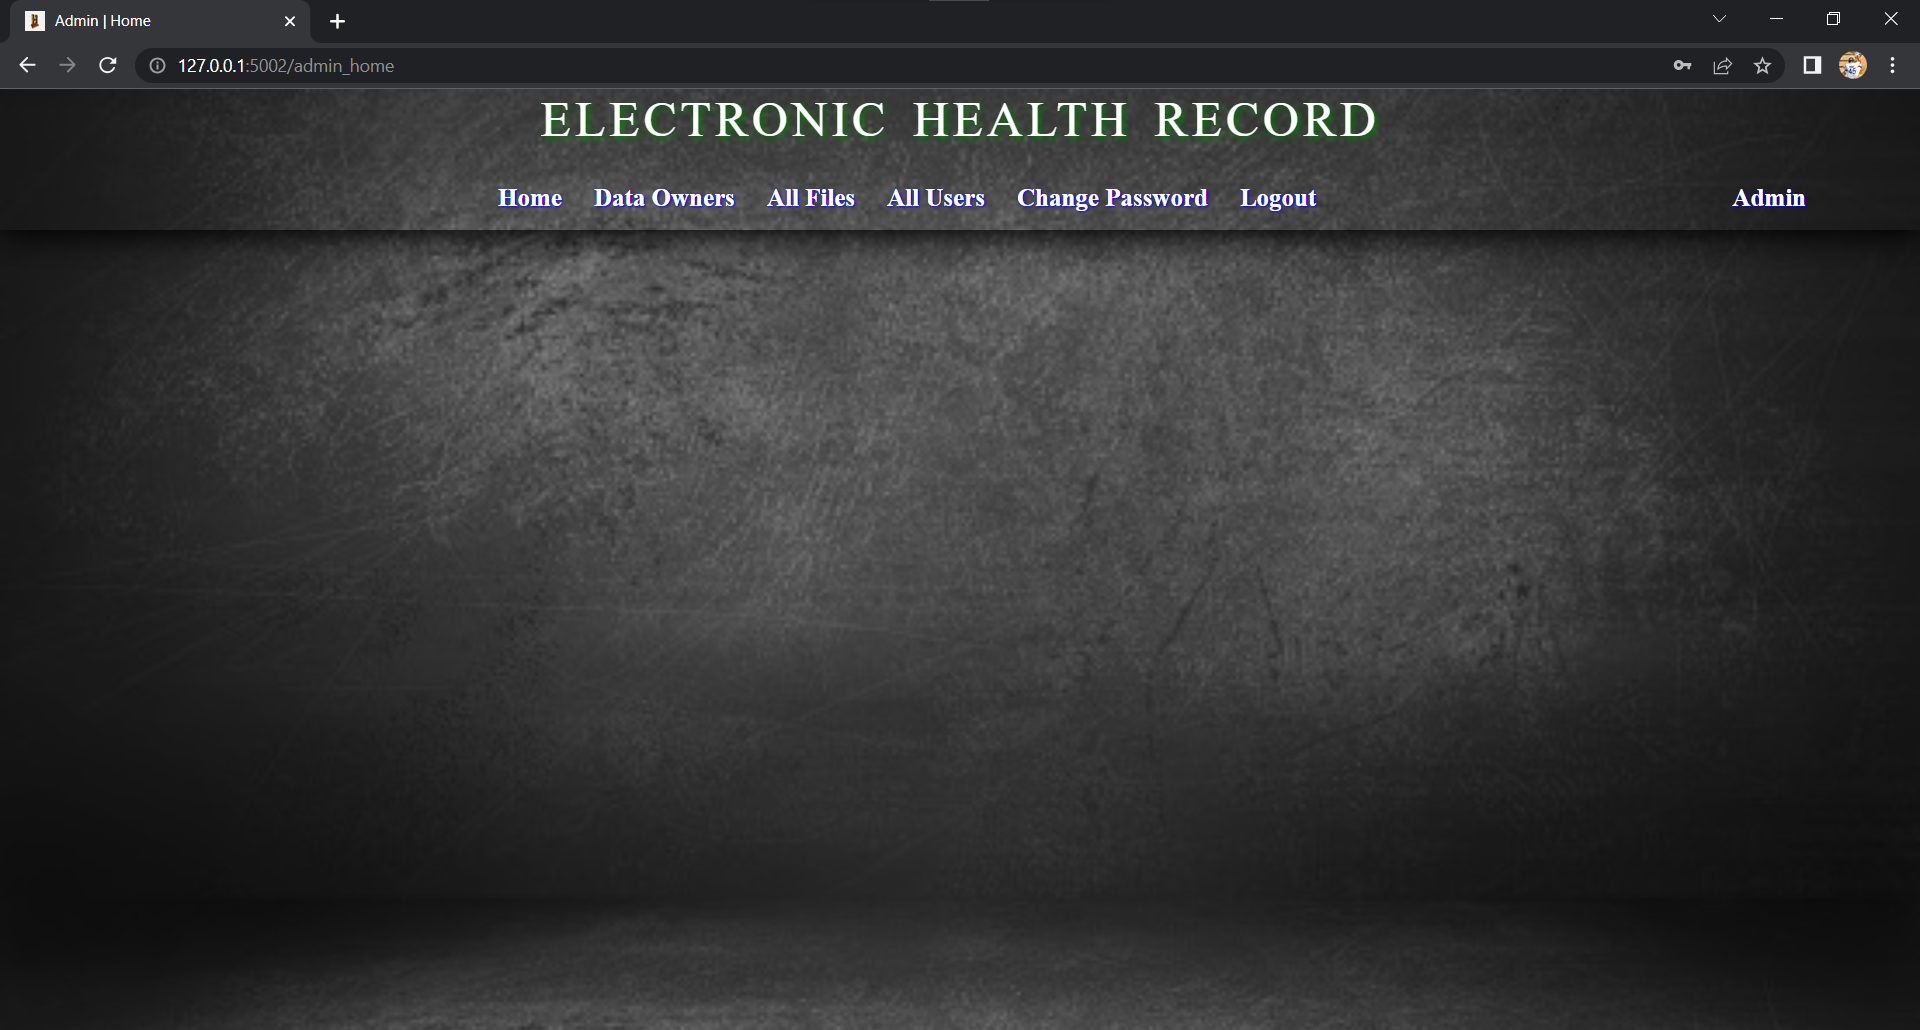 Admin | Home
127.0.0.1:5002/admin_home
ELECTRONIC HEALTH RECORD
Home Data Owners All Files All Users Change Password Logout Admin